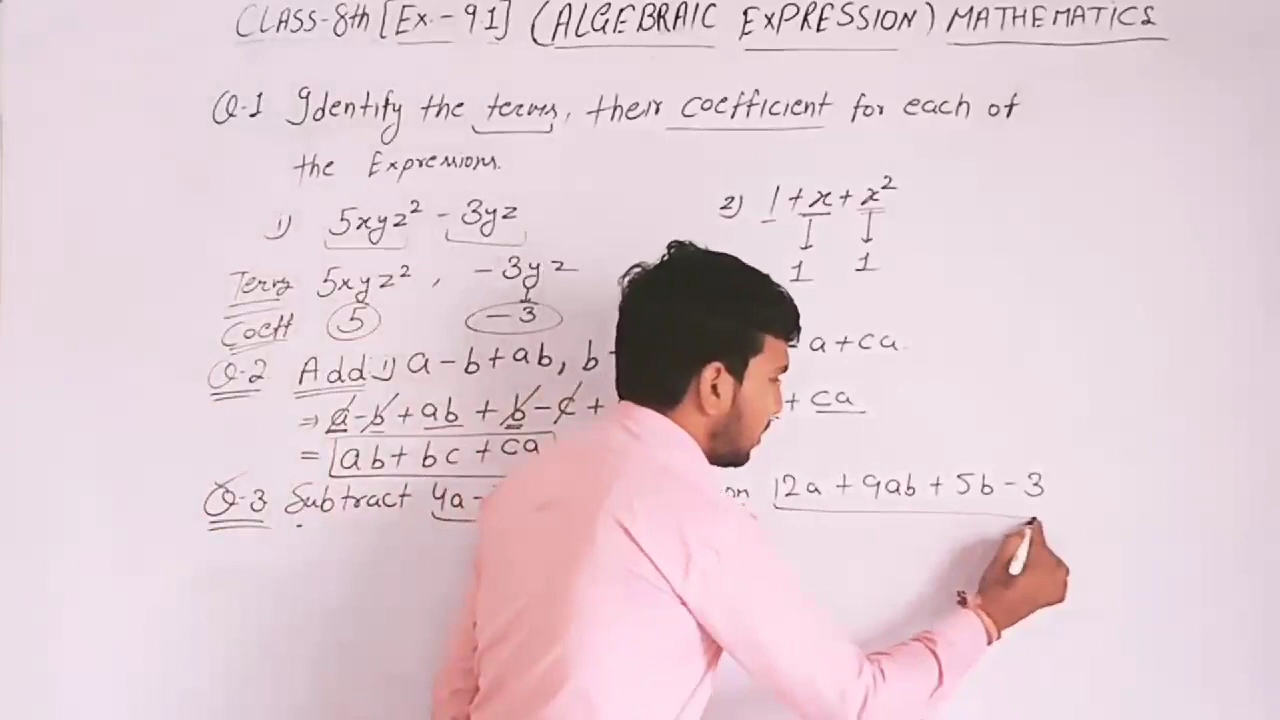 CLASS-8th [Ex.-9.1] (ALGEBRAIC EXPRESSION) MATHEMATICS
Q-1 Identify the terms, their coefficient for each of
the Expressions.
1) 5xyz² - 3yz
2) 1 + x + x²
1 1
Terms 5xyz² , -3yz
Coeff 5 -3
Q-2 Add 1) a-b+ab, b- a+ca
⇒ a-b+ab + b-c+ + ca
= ab + bc + ca
Q-3 Subtract 4a- 12a + 9ab + 5b - 3